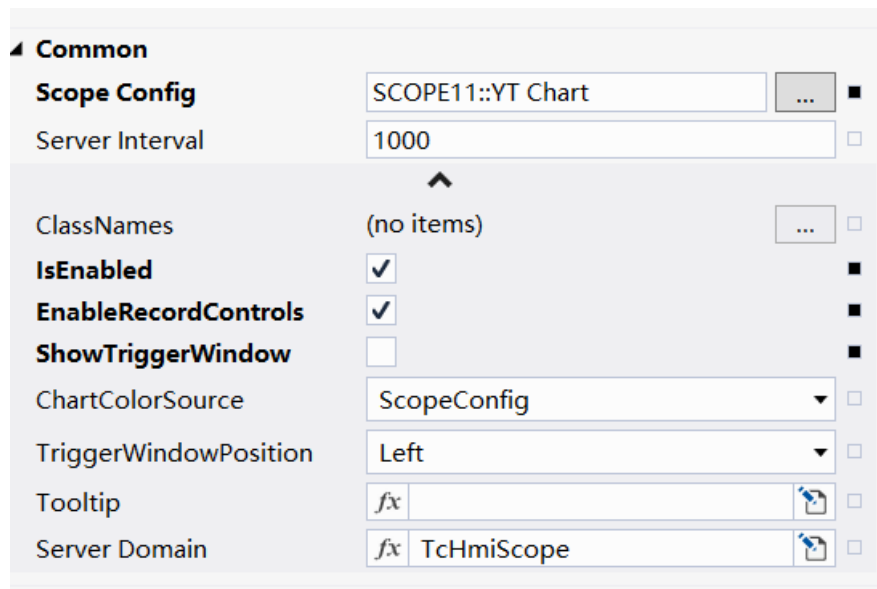 Common
Scope Config SCOPE11::YT Chart ...
Server Interval 1000
ClassNames (no items) ...
IsEnabled
EnableRecordControls
ShowTriggerWindow
ChartColorSource ScopeConfig
TriggerWindowPosition Left
Tooltip fx
Server Domain fx TcHmiScope